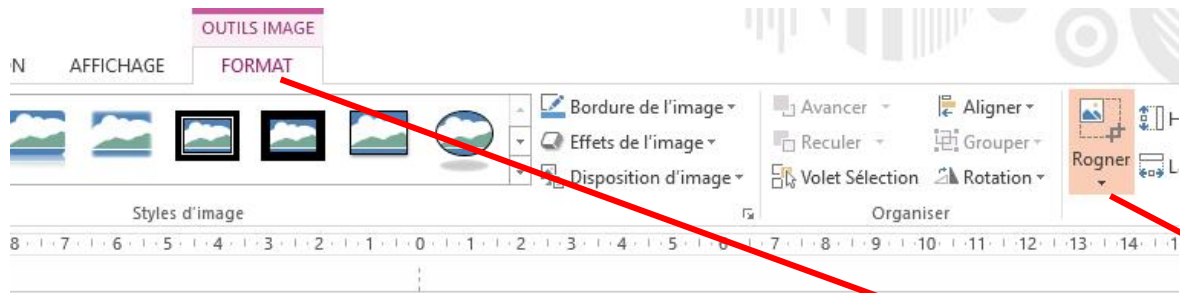 OUTILS IMAGE
N AFFICHAGE FORMAT
Bordure de l'image Avancer Aligner
Effets de l'image Reculer Grouper
Disposition d'image Volet Sélection Rotation
Rogner
H
L
Styles d'image Organiser
8 7 6 5 4 3 2 1 0 1 2 3 4 5 6 7 8 9 10 11 12 13 14